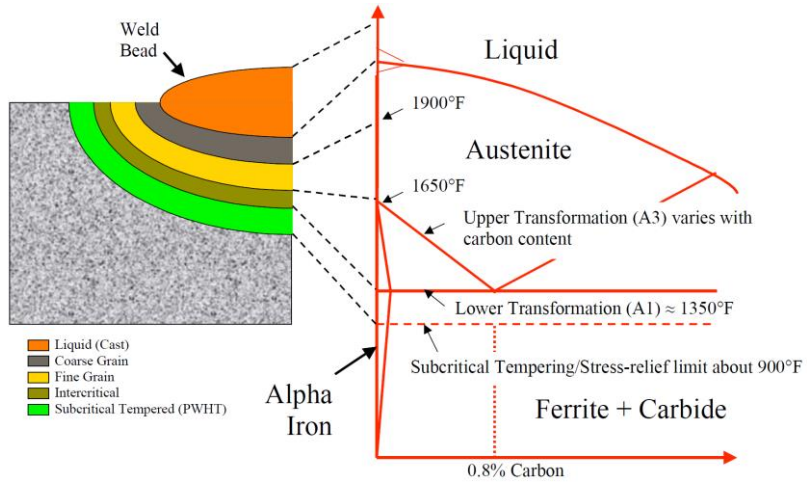 Weld
Bead
Liquid
1900°F
Austenite
1650°F
Upper Transformation (A3) varies with
carbon content
Lower Transformation (A1) ≈ 1350°F
Liquid (Cast)
Coarse Grain
Fine Grain
Intercritical
Subcritical Tempered (PWHT)
Subcritical Tempering/Stress-relief limit about 900°F
Alpha
Iron
Ferrite + Carbide
0.8% Carbon